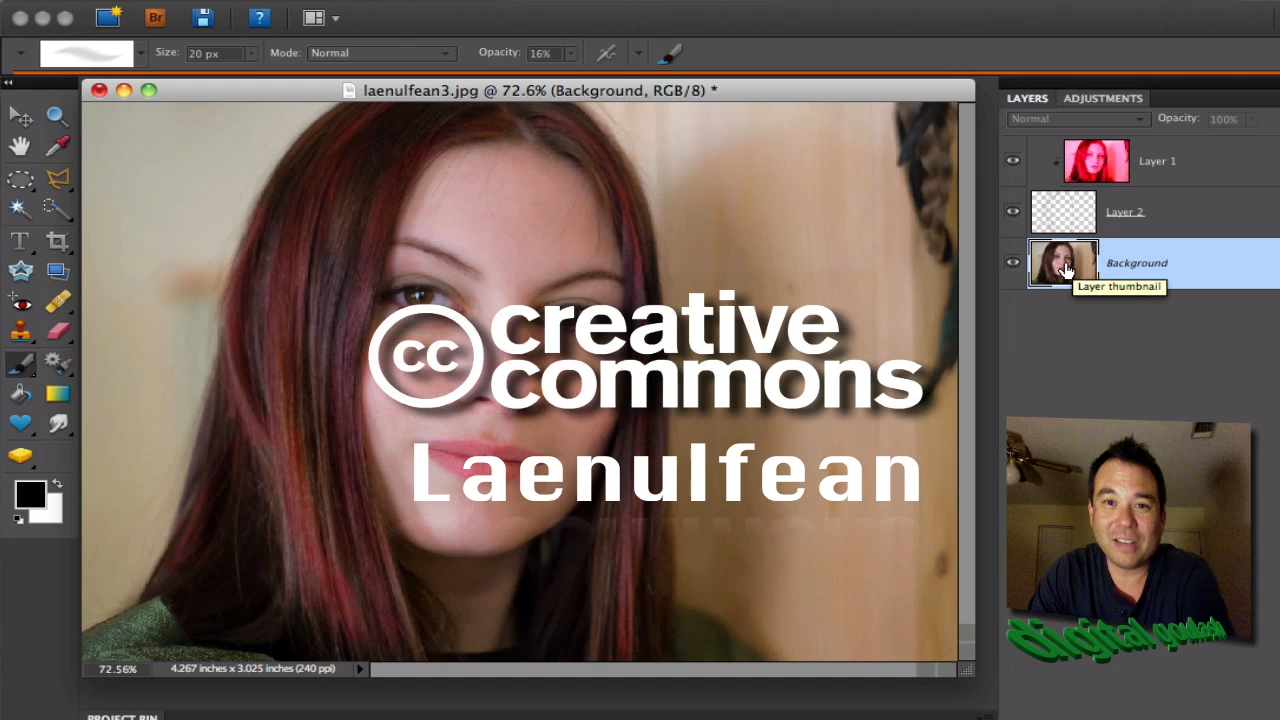 Br
?
Size: 20 px Mode: Normal Opacity: 16%
laenulfean3.jpg @ 72.6% (Background, RGB/8) *
LAYERS ADJUSTMENTS
Normal Opacity: 100%
Layer 1
Layer 2
Background
Layer thumbnail
T
cc creative
commons
Laenulfean
digital
72.56% 4.267 inches x 3.025 inches (240 ppi)
PROJECT BIN